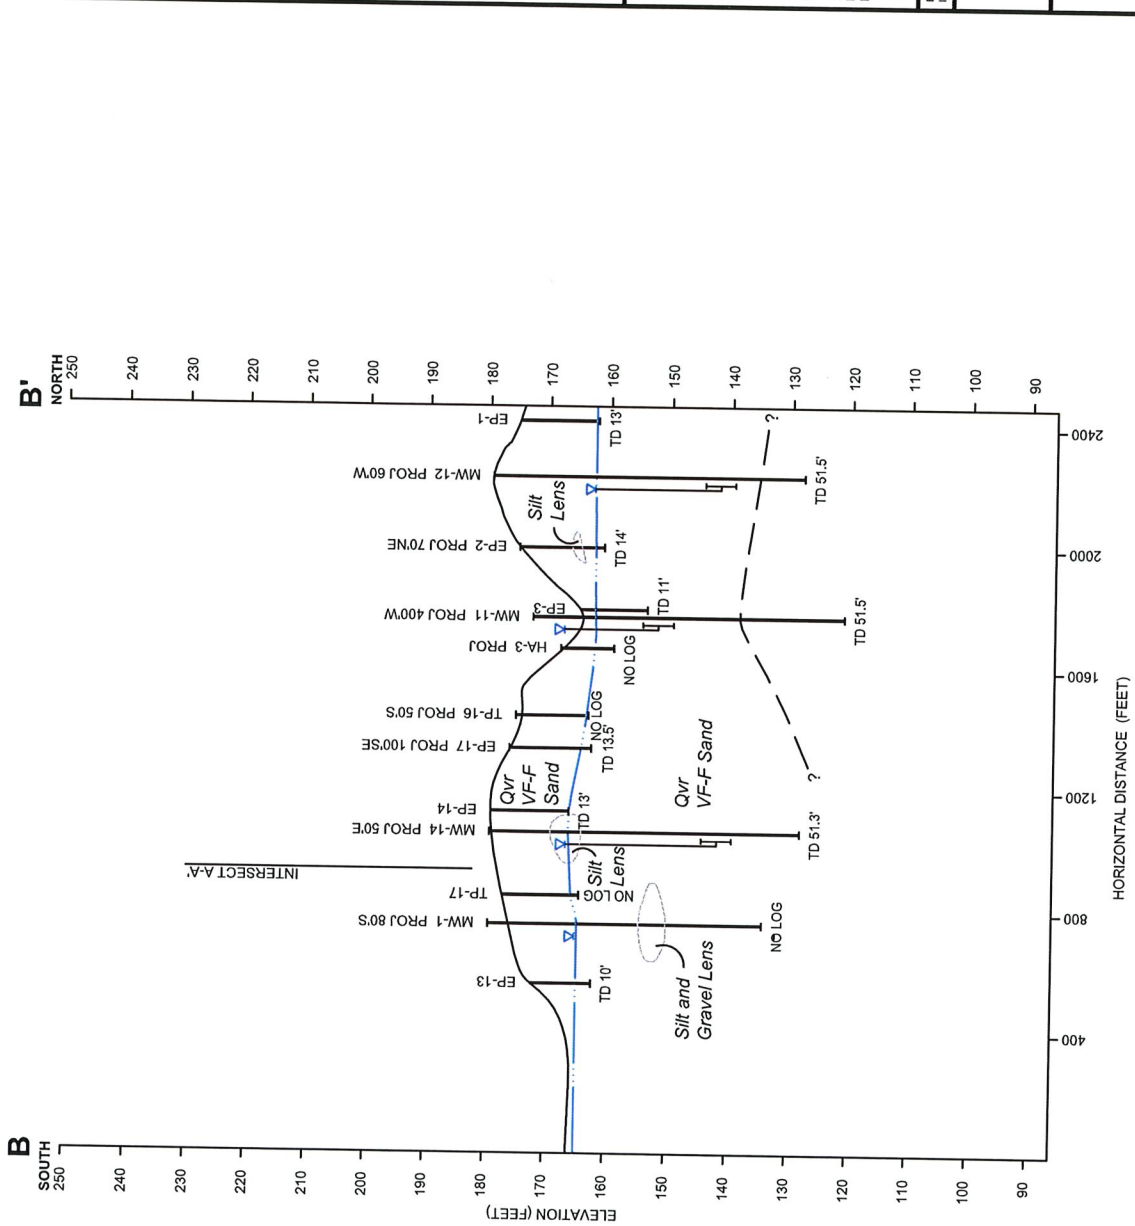 B
SOUTH
250
240
230
220
210
200
190
180
170
160
150
140
130
120
110
100
90
ELEVATION (FEET)
B'
NORTH
250
240
230
220
210
200
190
180
170
160
150
140
130
120
110
100
90
EP-13
MW-1 PROJ 80'S
TP-17
INTERSECT A-A'
MW-14 PROJ 50'E
EP-14
EP-17 PROJ 100'SE
TP-16 PROJ 50'S
HA-3 PROJ
MW-11 PROJ 400'W
EP-3
EP-2 PROJ 70'NE
MW-12 PROJ 60'W
EP-1
Qvr
VF-F
Sand
Silt
Lens
TD 10'
NO LOG
Silt
Lens
TD 13'
TD 13.5'
NO LOG
NO LOG
TD 11'
TD 14'
TD 13'
Silt and
Gravel Lens
Qvr
VF-F Sand
NO LOG
TD 51.3'
?
TD 51.5'
TD 51.5'
?
400
800
1200
1600
2000
2400
HORIZONTAL DISTANCE (FEET)